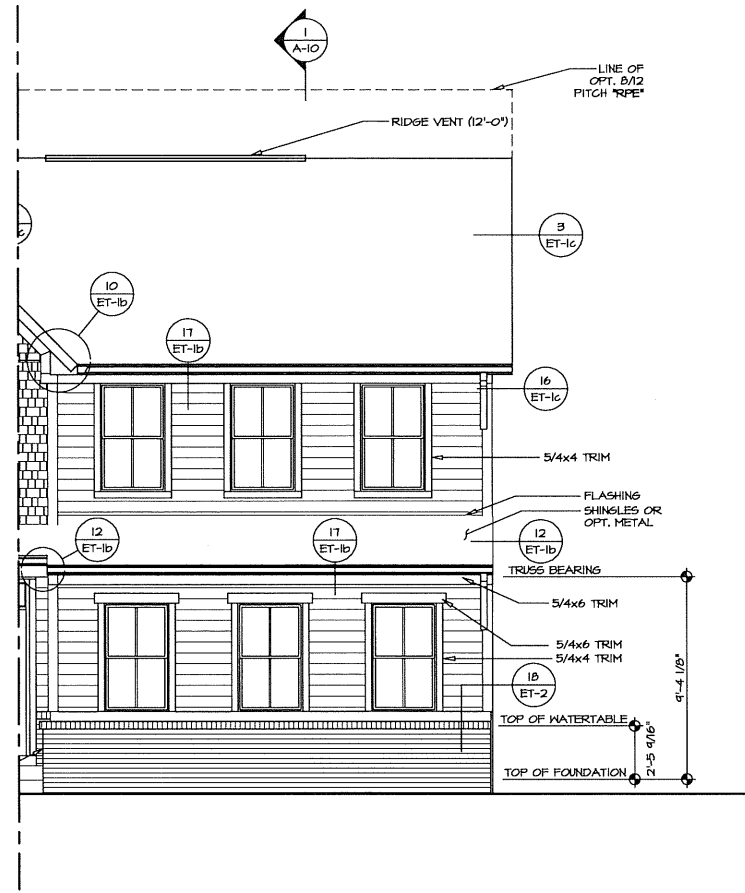 1
A-10
LINE OF
OPT. 8/12
PITCH "RPE"
RIDGE VENT (12'-0")
3
ET-1c
10
ET-1b
17
ET-1b
16
ET-1c
5/4x4 TRIM
FLASHING
SHINGLES OR
OPT. METAL
12
ET-1b
17
ET-1b
12
ET-1b
TRUSS BEARING
5/4x6 TRIM
5/4x6 TRIM
5/4x4 TRIM
18
ET-2
TOP OF WATERTABLE
TOP OF FOUNDATION
2'-5 9/16"
9'-4 1/8"